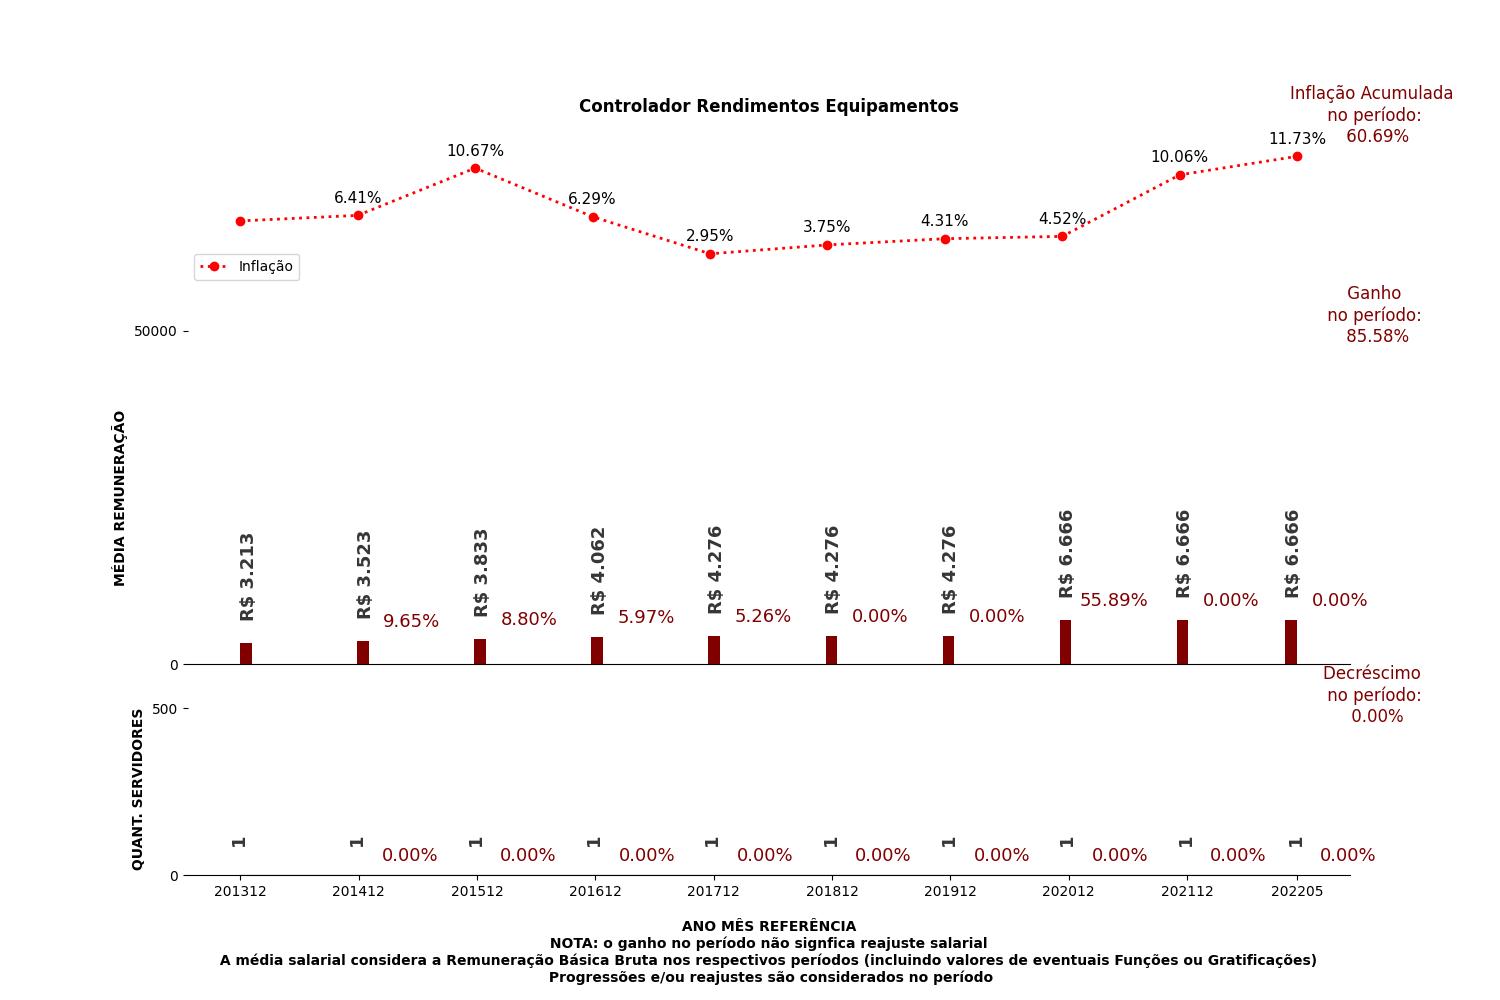 Controlador Rendimentos Equipamentos
Inflação Acumulada
no período:
60.69%
6.41%
10.67%
6.29%
2.95%
3.75%
4.31%
4.52%
10.06%
11.73%
Inflação
Ganho
no período:
85.58%
50000
0
MÉDIA REMUNERAÇÃO
R$ 3.213
R$ 3.523
R$ 3.833
R$ 4.062
R$ 4.276
R$ 4.276
R$ 4.276
R$ 6.666
R$ 6.666
R$ 6.666
9.65%
8.80%
5.97%
5.26%
0.00%
0.00%
55.89%
0.00%
0.00%
Decréscimo
no período:
0.00%
500
0
QUANT. SERVIDORES
1
1
1
1
1
1
1
1
1
1
0.00%
0.00%
0.00%
0.00%
0.00%
0.00%
0.00%
0.00%
0.00%
201312
201412
201512
201612
201712
201812
201912
202012
202112
202205
ANO MÊS REFERÊNCIA
NOTA: o ganho no período não signfica reajuste salarial
A média salarial considera a Remuneração Básica Bruta nos respectivos períodos (incluindo valores de eventuais Funções ou Gratificações)
Progressões e/ou reajustes são considerados no período